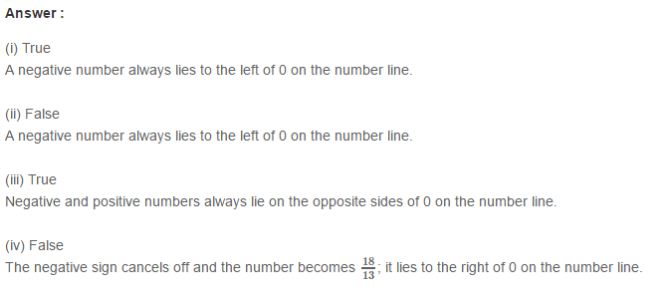 Answer :
(i) True
A negative number always lies to the left of 0 on the number line.
(ii) False
A negative number always lies to the left of 0 on the number line.
(iii) True
Negative and positive numbers always lie on the opposite sides of 0 on the number line.
(iv) False
The negative sign cancels off and the number becomes 18/13; it lies to the right of 0 on the number line.